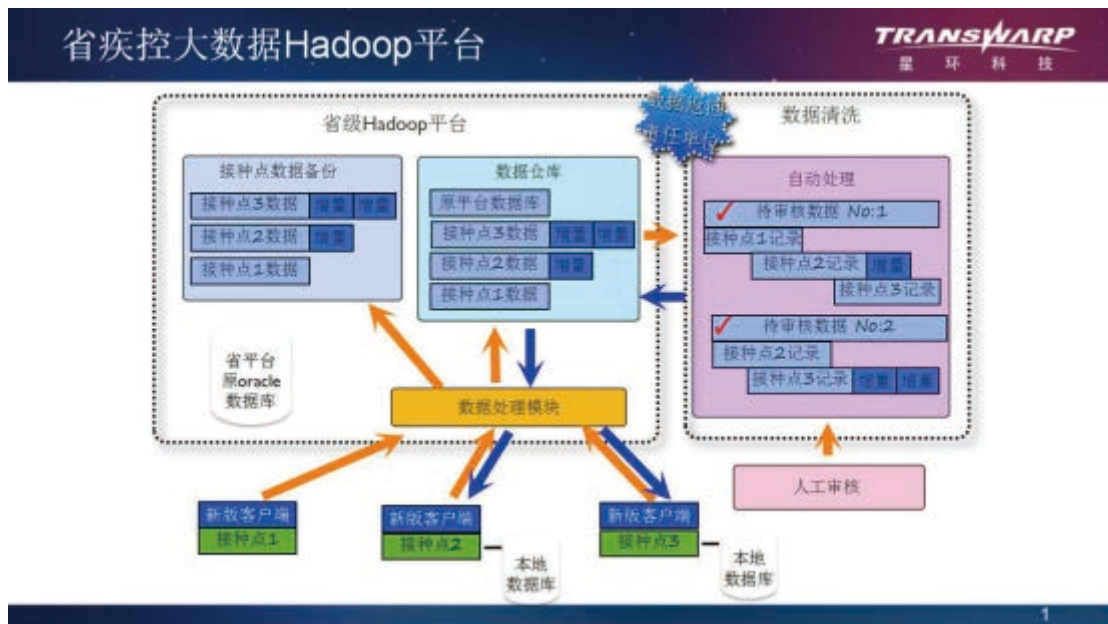 省疾控大数据Hadoop平台
TRANSWARP
星 环 科 技
省级Hadoop平台
接种点数据备份
接种点3数据 增量 增量
接种点2数据 增量
接种点1数据
数据仓库
原平台数据库
接种点3数据 增量 增量
接种点2数据 增量
接种点1数据
省平台
原oracle
数据库
数据处理模块
数据返回
责任单位
数据清洗
自动处理
待审核数据 No:1
接种点1记录
接种点2记录 增量
接种点3记录
待审核数据 No:2
接种点2记录
接种点3记录 增量 增量
人工审核
新版客户端
接种点1
新版客户端
接种点2
本地
数据库
新版客户端
接种点3
本地
数据库
1